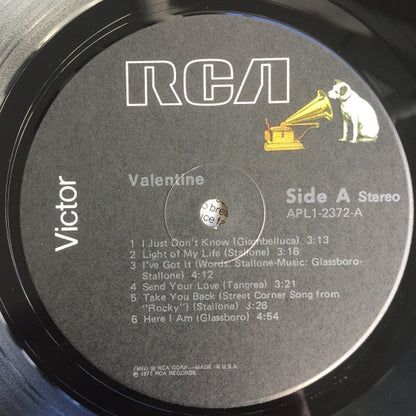 RCA
Victor
Valentine
Side A Stereo
APL1-2372-A
1 I Just Don't Know (Giambelluca) 3:13
2 Light of My Life (Stallone) 3:16
3 I've Got It (Words: Stallone-Music: Glassboro-
Stallone) 4:12
4 Send Your Love (Tangrea) 3:21
5 Take You Back (Street Corner Song from
"Rocky") (Stallone) 3:26
6 Here I Am (Glassboro) 4:54
TMK(s) ® RCA CORP.—MADE IN U.S.A.
RCA RECORDS